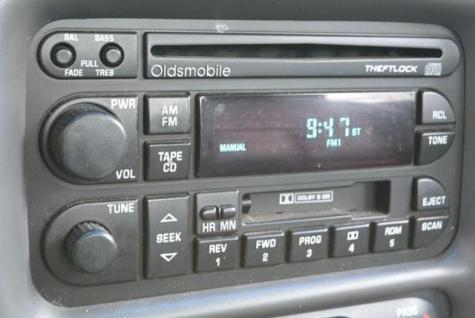 BAL BASS
PULL
FADE TREB
Oldsmobile THEFTLOCK
PWR
VOL
AM
FM
TAPE
CD
MANUAL
9:47 ST
FM1
RCL
TONE
TUNE
SEEK
HR MN
DOLBY B NR
EJECT
SCAN
REV
1
FWD
2
PROG
3
4
RDM
5
PASS